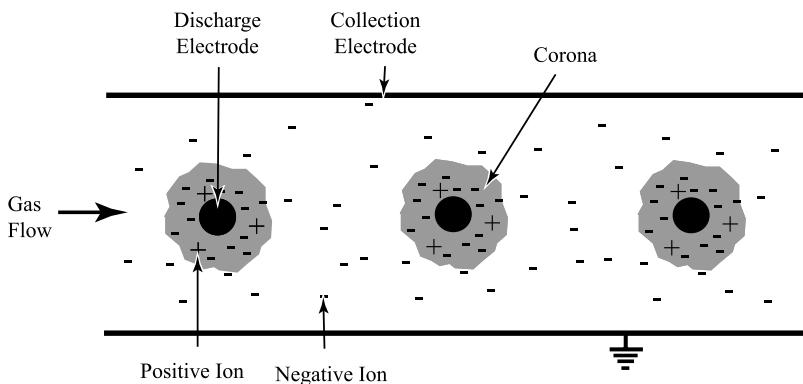 Discharge
Electrode
Collection
Electrode
Corona
Gas
Flow
Positive Ion
Negative Ion